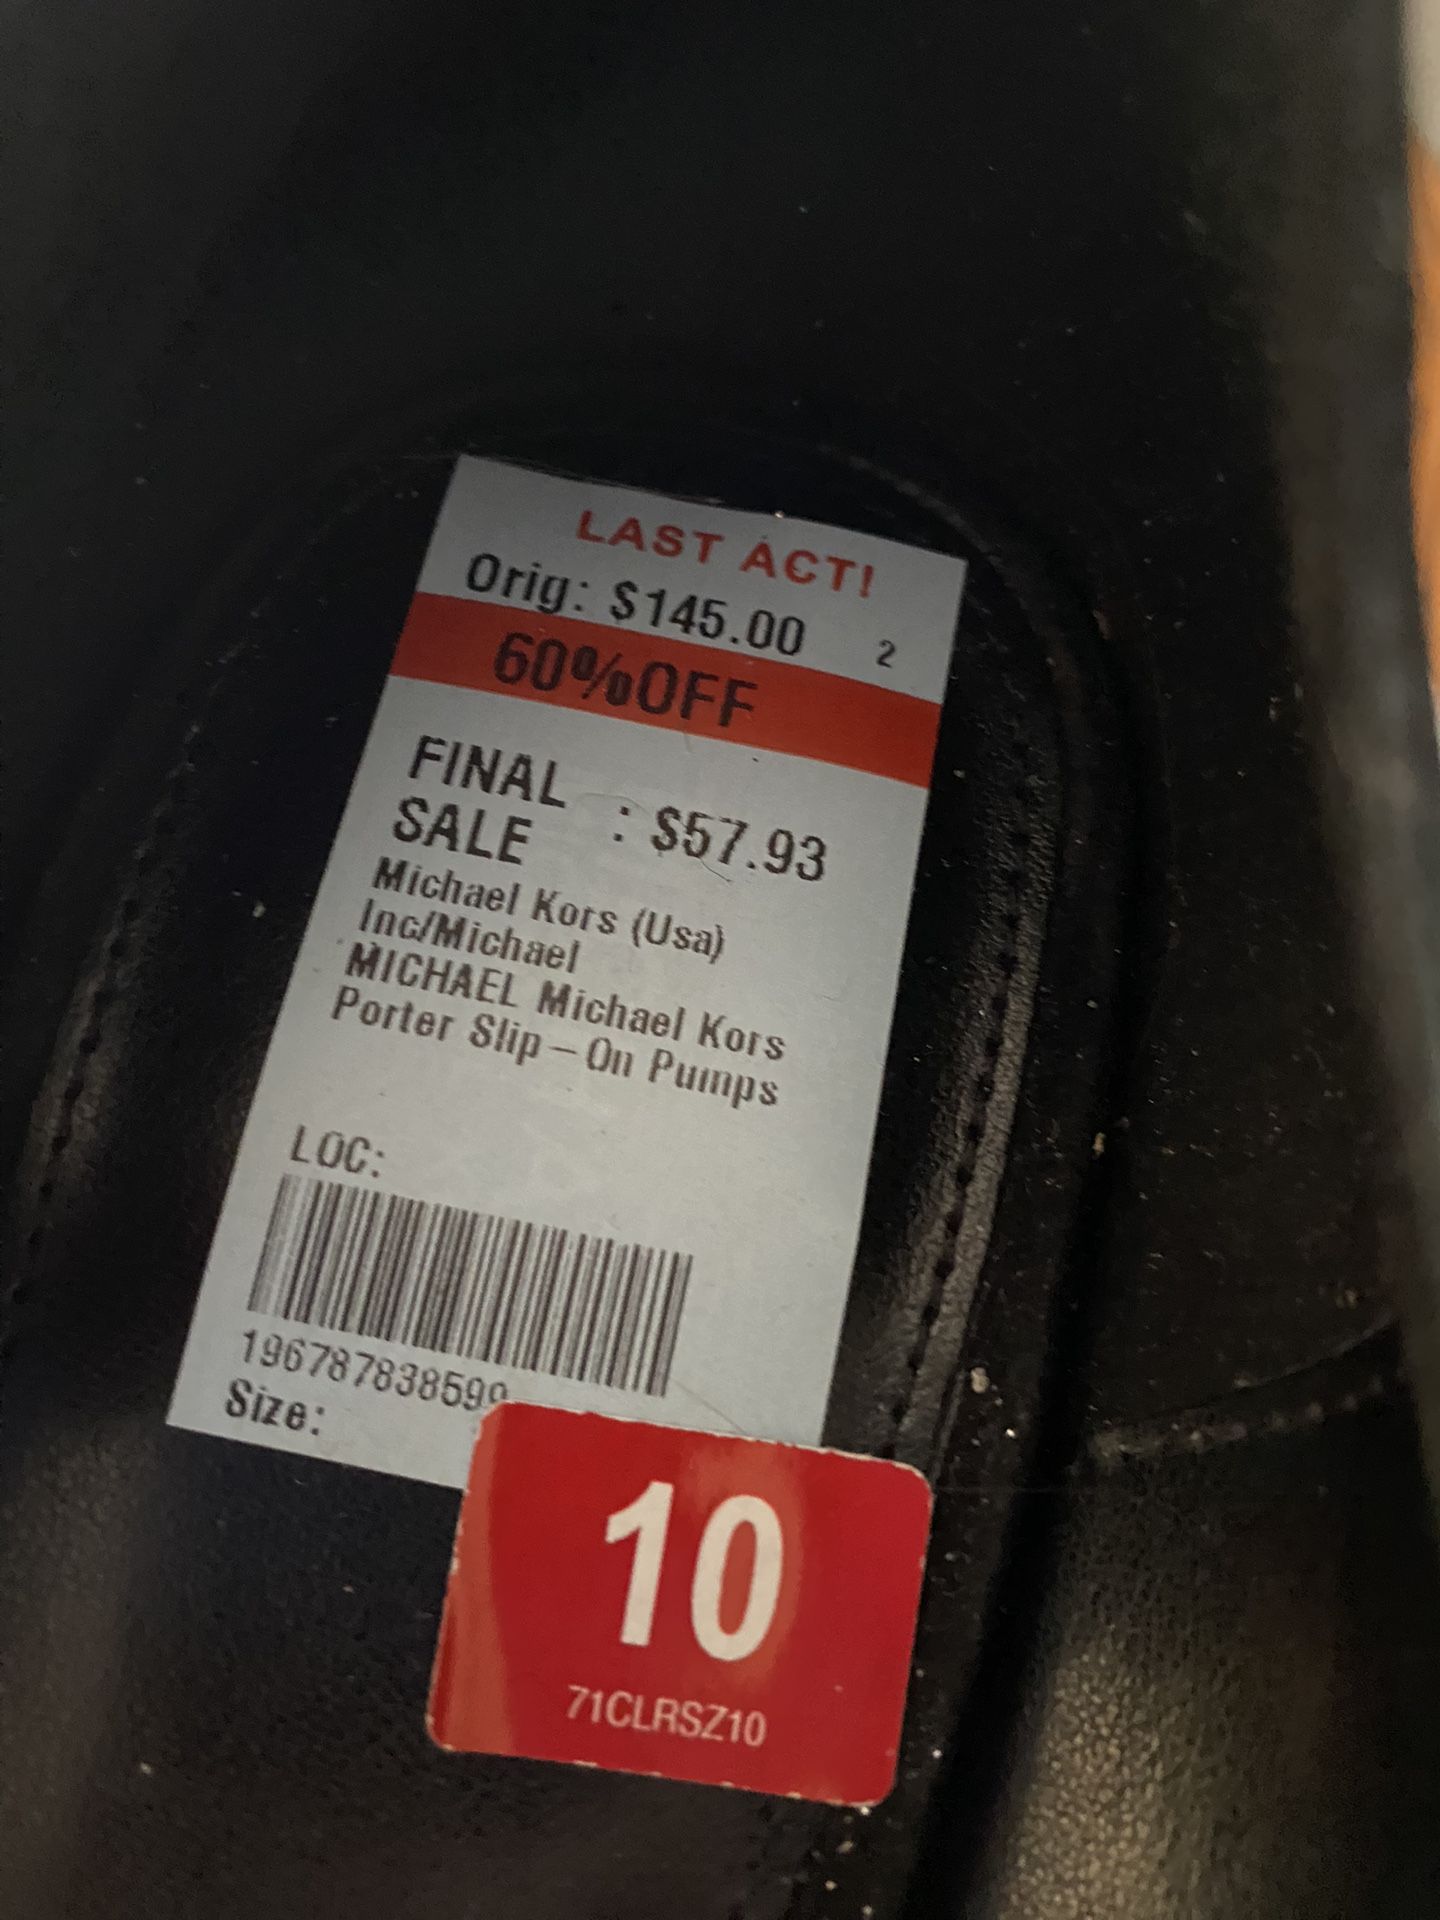 LAST ACT!
Orig: $145.00 2
60%OFF
FINAL SALE : $57.93
Michael Kors (Usa)
Inc/Michael
MICHAEL Michael Kors
Porter Slip-On Pumps
LOC:
196787838599
Size:
10
71CLRSZ10